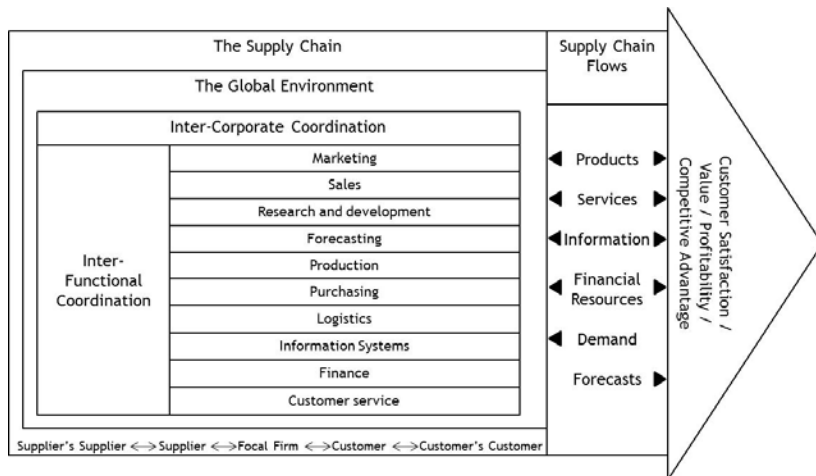 The Supply Chain
Supply Chain
Flows
The Global Environment
Inter-Corporate Coordination
Inter-
Functional
Coordination
Marketing
Sales
Research and development
Forecasting
Production
Purchasing
Logistics
Information Systems
Finance
Customer service
Products
Services
Information
Financial
Resources
Demand
Forecasts
Customer Satisfaction /
Value / Profitability /
Competitive Advantage
Supplier's Supplier <--> Supplier <--> Focal Firm <--> Customer <--> Customer's Customer